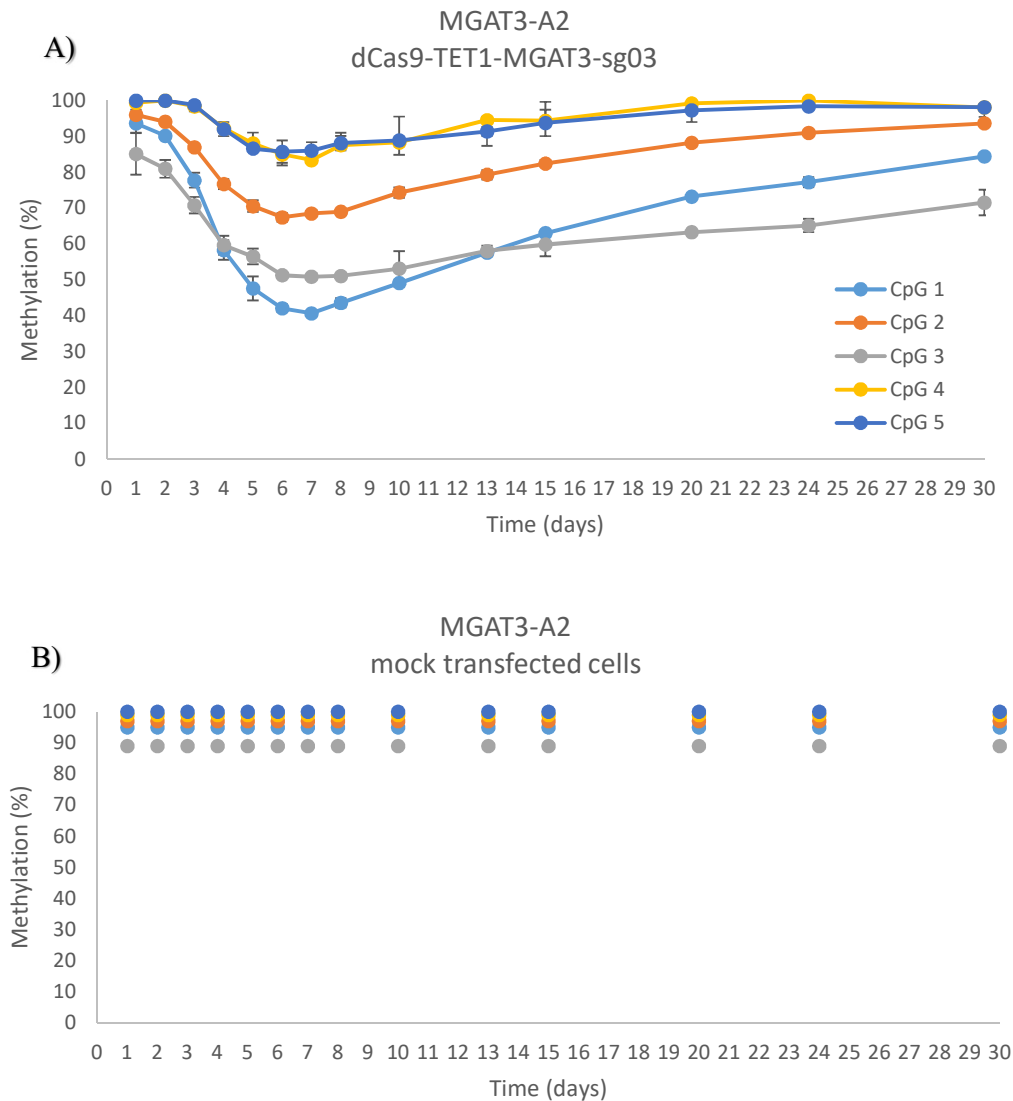 A)
MGAT3-A2
dCas9-TET1-MGAT3-sg03
Methylation (%)
100
90
80
70
60
50
40
30
20
10
0
CpG 1
CpG 2
CpG 3
CpG 4
CpG 5
0 1 2 3 4 5 6 7 8 9 10 11 12 13 14 15 16 17 18 19 20 21 22 23 24 25 26 27 28 29 30
Time (days)
B)
MGAT3-A2
mock transfected cells
Methylation (%)
100
90
80
70
60
50
40
30
20
10
0
0 1 2 3 4 5 6 7 8 9 10 11 12 13 14 15 16 17 18 19 20 21 22 23 24 25 26 27 28 29 30
Time (days)